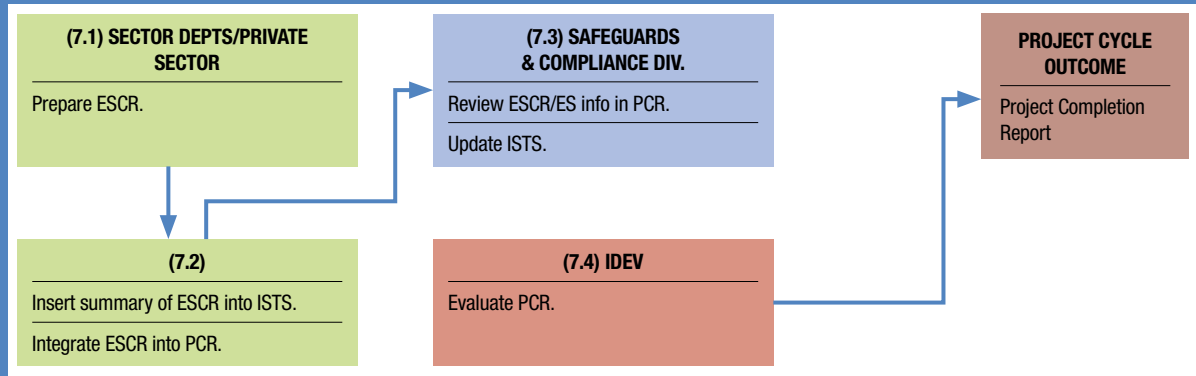 (7.1) SECTOR DEPTS/PRIVATE
SECTOR
Prepare ESCR.
(7.2)
Insert summary of ESCR into ISTS.
Integrate ESCR into PCR.
(7.3) SAFEGUARDS
& COMPLIANCE DIV.
Review ESCR/ES info in PCR.
Update ISTS.
(7.4) IDEV
Evaluate PCR.
PROJECT CYCLE
OUTCOME
Project Completion
Report